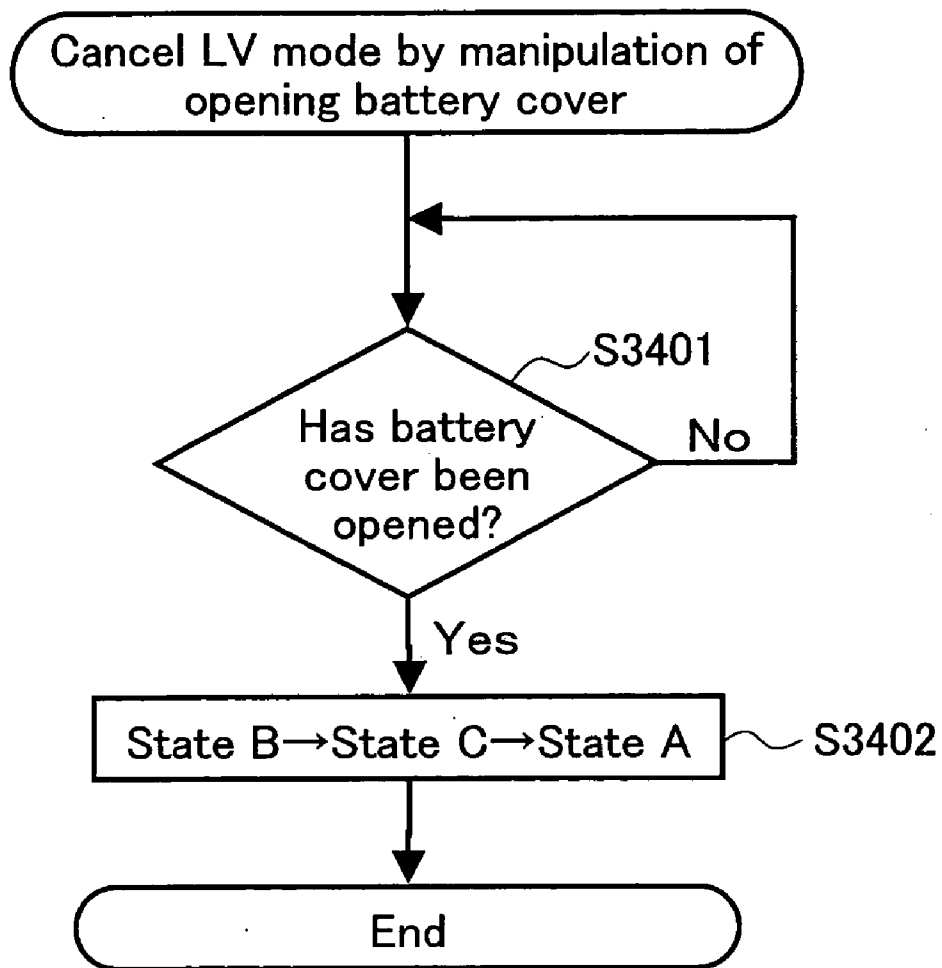 Cancel LV mode by manipulation of
opening battery cover
S3401
Has battery
cover been
opened?
No
Yes
State B→State C→State A
S3402
End